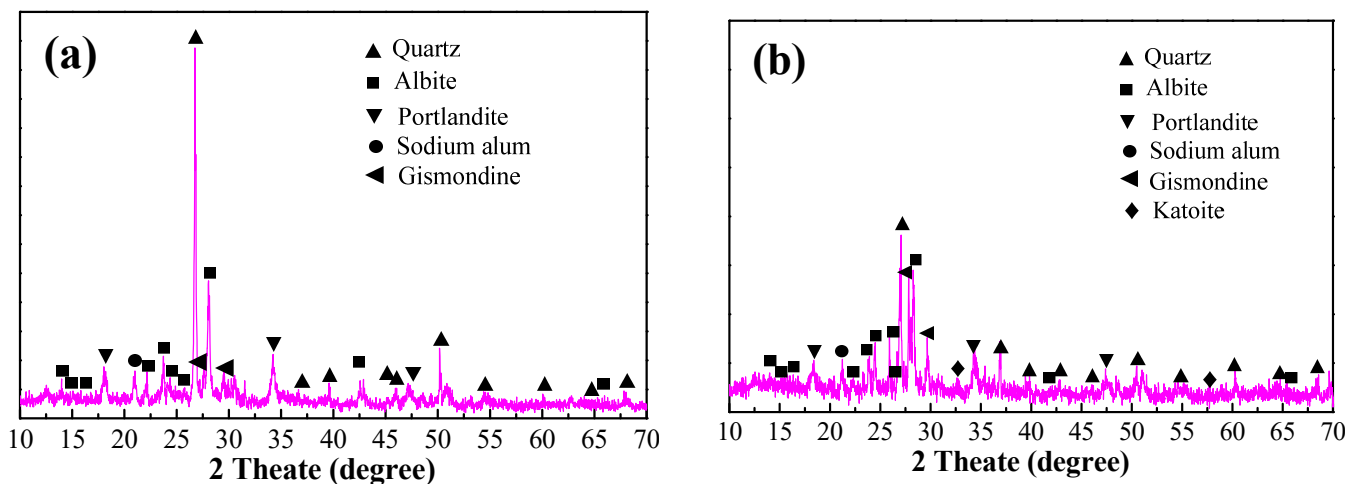 (a)
Quartz
Albite
Portlandite
Sodium alum
Gismondine
10 15 20 25 30 35 40 45 50 55 60 65 70
2 Theate (degree)
(b)
Quartz
Albite
Portlandite
Sodium alum
Gismondine
Katoite
10 15 20 25 30 35 40 45 50 55 60 65 70
2 Theate (degree)